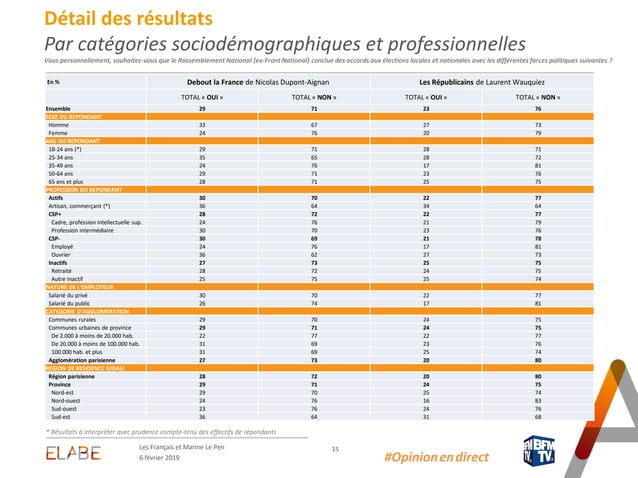 Détail des résultats
Par catégories sociodémographiques et professionnelles
Vous personnellement, souhaitez-vous que le Rassemblement National (ex-Front National) conclue des accords aux élections locales et nationales avec les différentes forces politiques suivantes ?
En % Debout la France de Nicolas Dupont-Aignan Les Républicains de Laurent Wauquiez
TOTAL « OUI » TOTAL « NON » TOTAL « OUI » TOTAL « NON »
Ensemble 29 71 23 76
SEXE DU REPONDANT
Homme 33 67 27 73
Femme 24 76 20 79
AGE DU REPONDANT
18-24 ans (*) 29 71 28 71
25-34 ans 35 65 28 72
35-49 ans 24 76 17 81
50-64 ans 29 71 23 76
65 ans et plus 28 71 25 75
PROFESSION DU REPONDANT
Actifs 30 70 22 77
Artisan, commerçant (*) 36 64 34 64
CSP+ 28 72 22 77
Cadre, profession intellectuelle sup. 24 76 21 79
Profession intermédiaire 30 70 23 76
CSP- 30 69 21 78
Employé 24 76 17 81
Ouvrier 36 62 27 73
Inactifs 27 73 25 75
Retraité 28 72 24 75
Autre inactif 25 75 25 74
NATURE DE L'EMPLOYEUR
Salarié du privé 30 70 22 77
Salarié du public 26 74 17 81
CATEGORIE D'AGGLOMERATION
Communes rurales 29 70 24 75
Communes urbaines de province 29 71 24 75
De 2.000 à moins de 20.000 hab. 22 77 22 77
De 20.000 à moins de 100.000 hab. 31 69 23 76
100.000 hab. et plus 31 69 25 74
Agglomération parisienne 27 73 20 80
REGION DE RESIDENCE (UDA5)
Région parisienne 28 72 20 80
Province 29 71 24 75
Nord-est 29 70 25 74
Nord-ouest 24 76 16 83
Sud-ouest 23 76 24 76
Sud-est 36 64 31 68
* Résultats à interpréter avec prudence compte-tenu des effectifs de répondants
ELABE
Les Français et Marine Le Pen
6 février 2019
15
#Opinionendirect
BFM
TV.